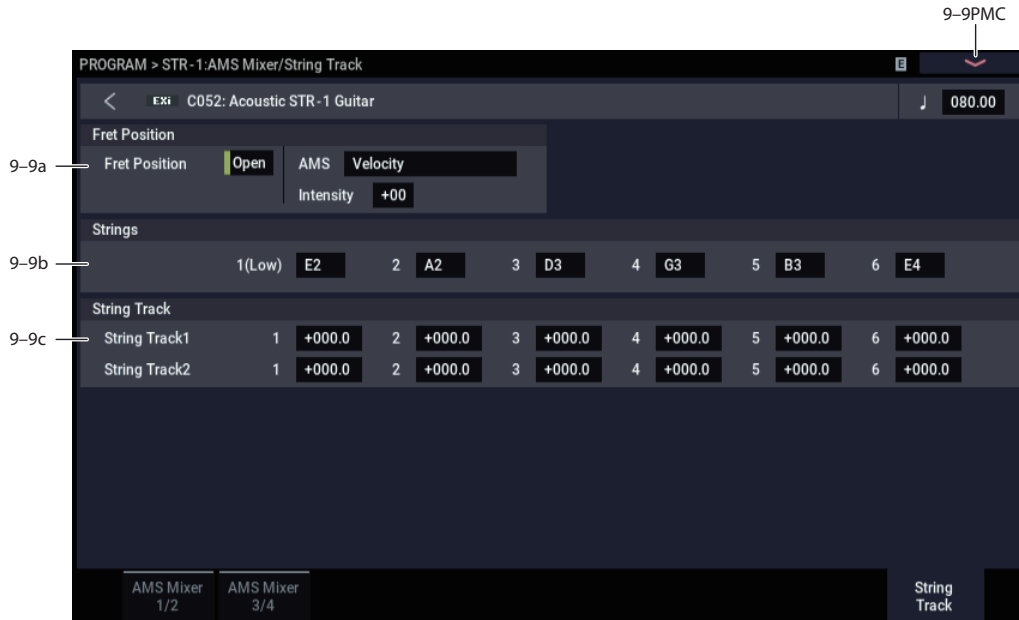 9–9PMC
PROGRAM > STR-1:AMS Mixer/String Track E
EXi C052: Acoustic STR-1 Guitar ♩ 080.00
Fret Position
9–9a Fret Position Open AMS Velocity
Intensity +00
Strings
9–9b 1(Low) E2 2 A2 3 D3 4 G3 5 B3 6 E4
String Track
9–9c String Track1 1 +000.0 2 +000.0 3 +000.0 4 +000.0 5 +000.0 6 +000.0
String Track2 1 +000.0 2 +000.0 3 +000.0 4 +000.0 5 +000.0 6 +000.0
AMS Mixer 1/2
AMS Mixer 3/4
String Track